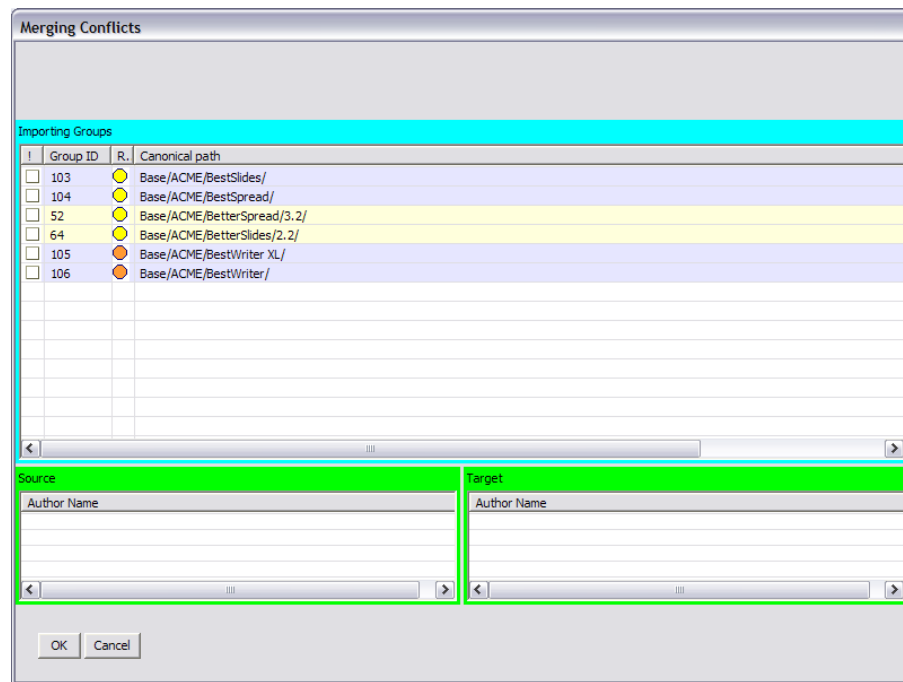 Merging Conflicts
Importing Groups
! Group ID R. Canonical path
103 Base/ACME/BestSlides/
104 Base/ACME/BestSpread/
52 Base/ACME/BetterSpread/3.2/
64 Base/ACME/BetterSlides/2.2/
105 Base/ACME/BestWriter XL/
106 Base/ACME/BestWriter/
Source Target
Author Name Author Name
OK Cancel